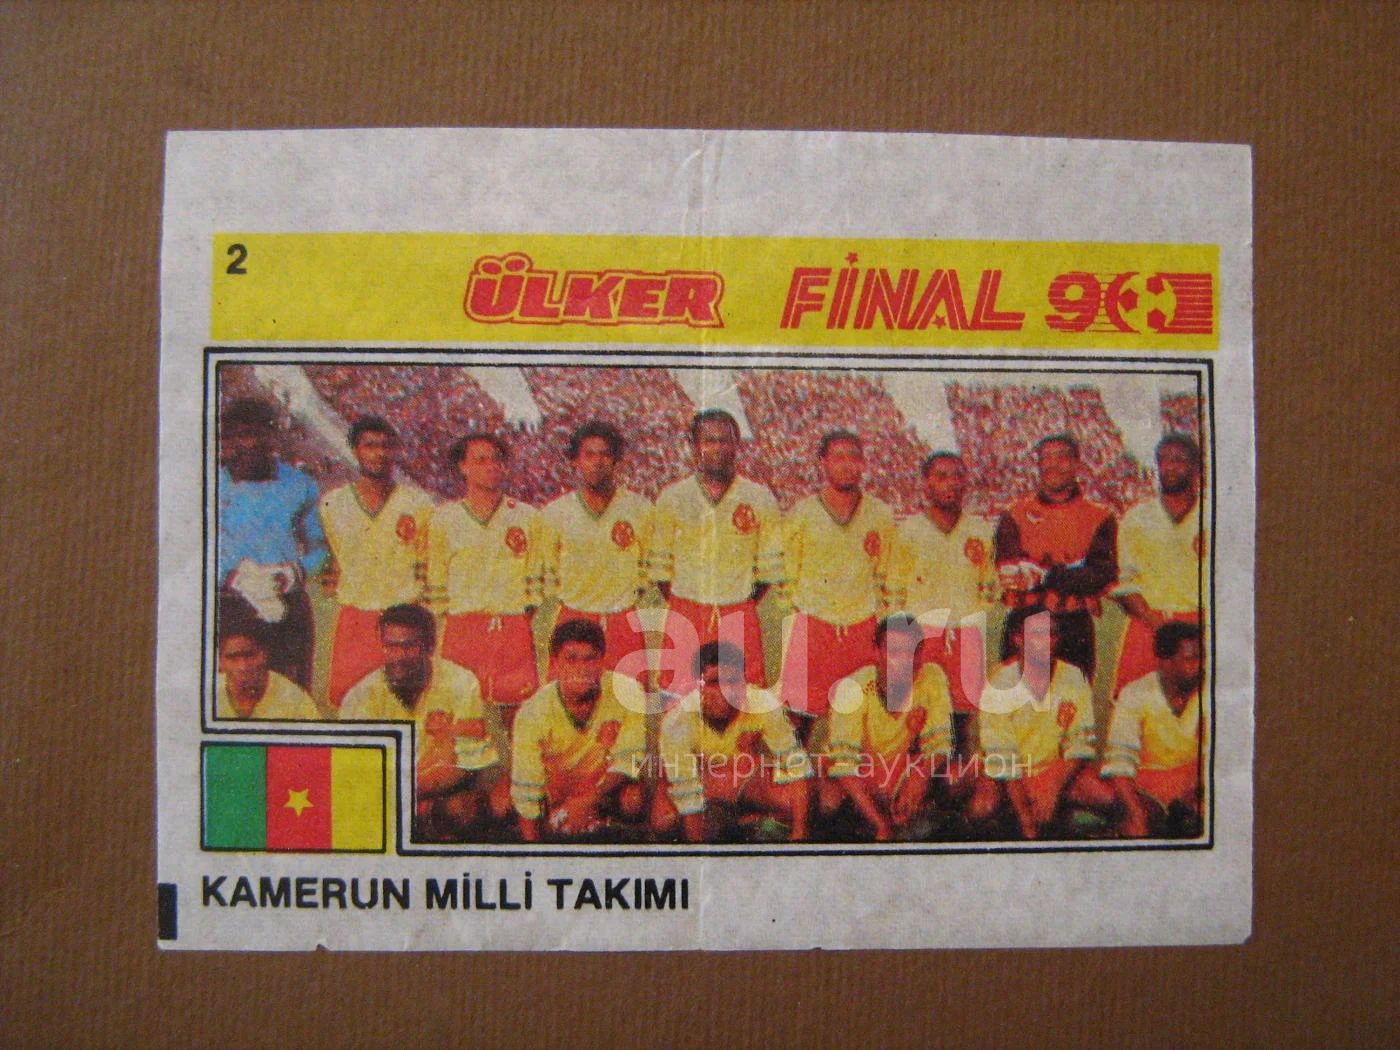 2
ÜLKER FİNAL 90
au.ru
интернет-аукцион
KAMERUN MİLLİ TAKIMI